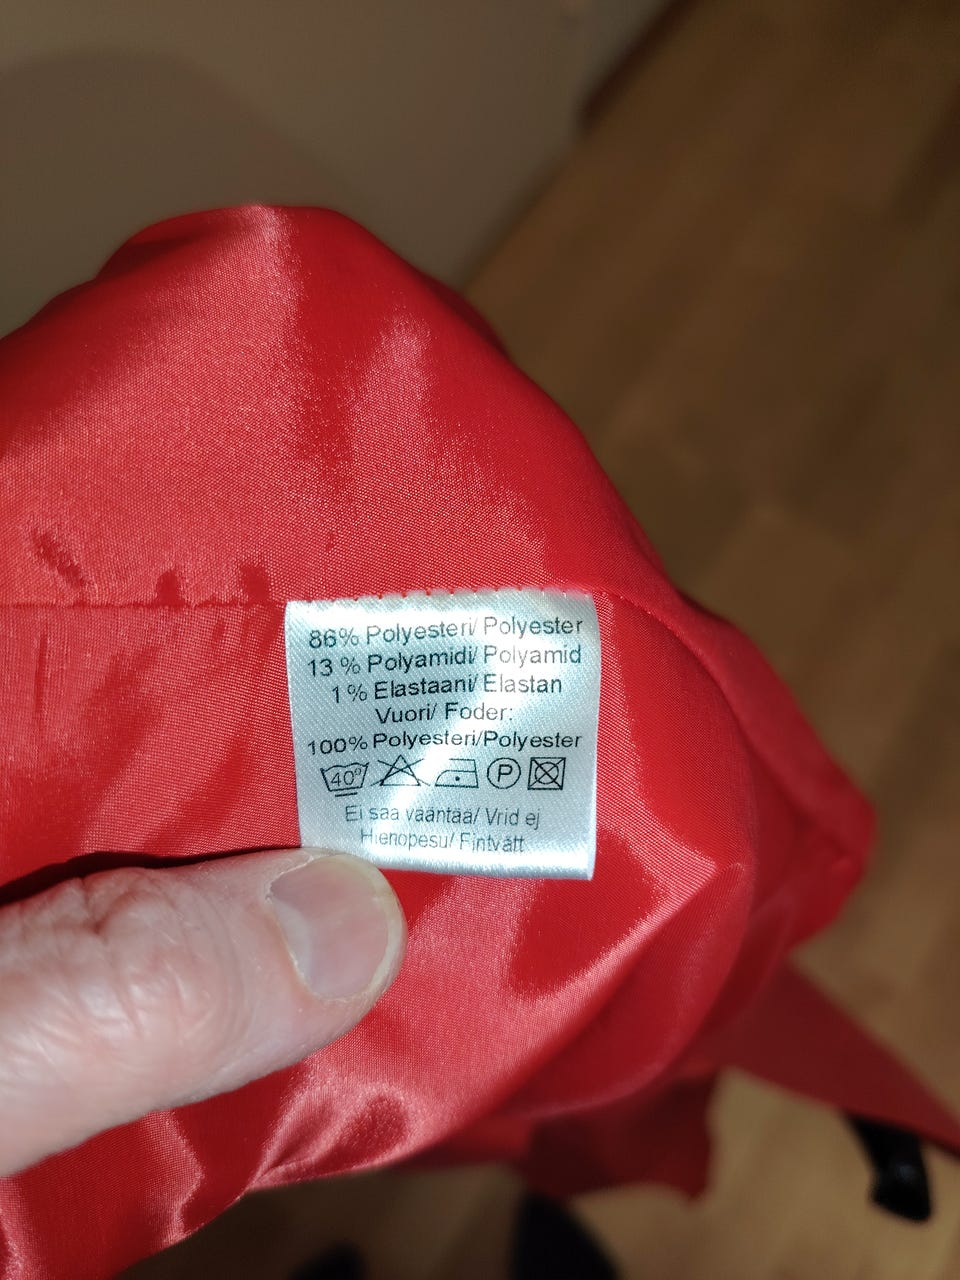 86% Polyesteri/ Polyester
13 % Polyamidi/ Polyamid
1% Elastaani/ Elastan
Vuori/ Foder:
100% Polyesteri/Polyester
40° P
Ei saa vääntää/ Vrid ej
Hienopesu/ Fintvätt